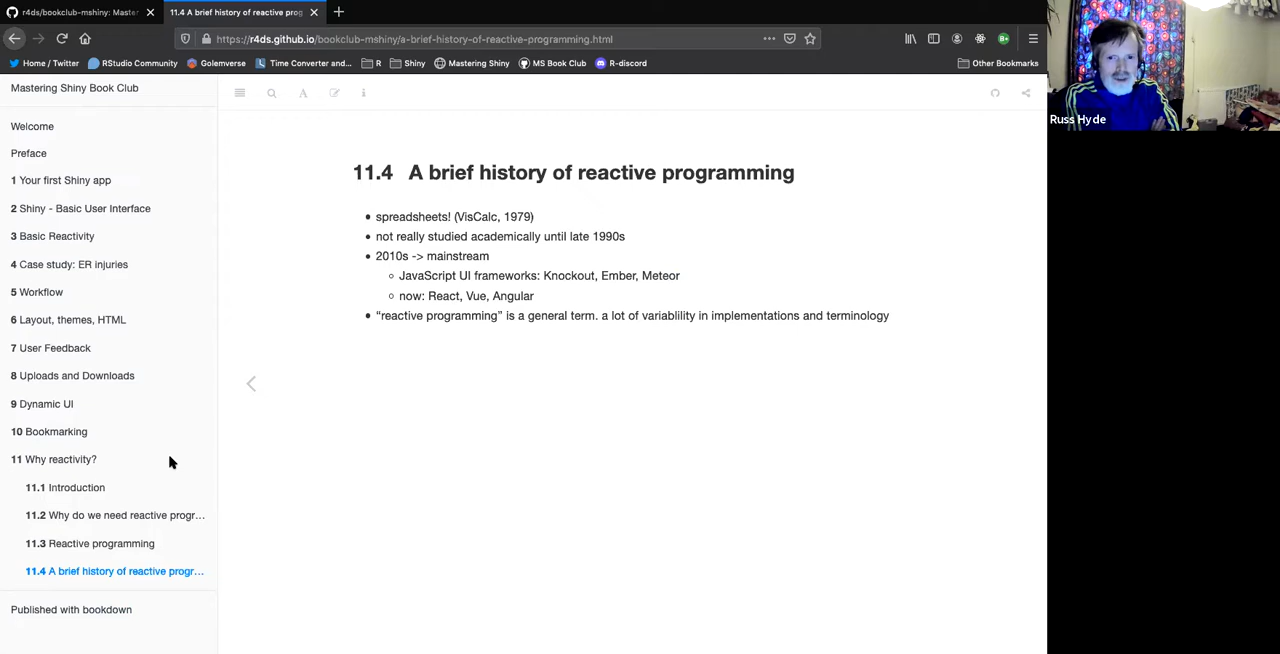 r4ds/bookclub-mshiny: Master
11.4 A brief history of reactive prog
https://r4ds.github.io/bookclub-mshiny/a-brief-history-of-reactive-programming.html
Home / Twitter
RStudio Community
Golemverse
Time Converter and...
R
Shiny
Mastering Shiny
MS Book Club
R-discord
Other Bookmarks
Mastering Shiny Book Club
Welcome
Preface
1 Your first Shiny app
2 Shiny - Basic User Interface
3 Basic Reactivity
4 Case study: ER injuries
5 Workflow
6 Layout, themes, HTML
7 User Feedback
8 Uploads and Downloads
9 Dynamic UI
10 Bookmarking
11 Why reactivity?
11.1 Introduction
11.2 Why do we need reactive progr...
11.3 Reactive programming
11.4 A brief history of reactive progr...
Published with bookdown
11.4 A brief history of reactive programming
• spreadsheets! (VisCalc, 1979)
• not really studied academically until late 1990s
• 2010s -> mainstream
◦ JavaScript UI frameworks: Knockout, Ember, Meteor
◦ now: React, Vue, Angular
• “reactive programming” is a general term. a lot of variablility in implementations and terminology
Russ Hyde